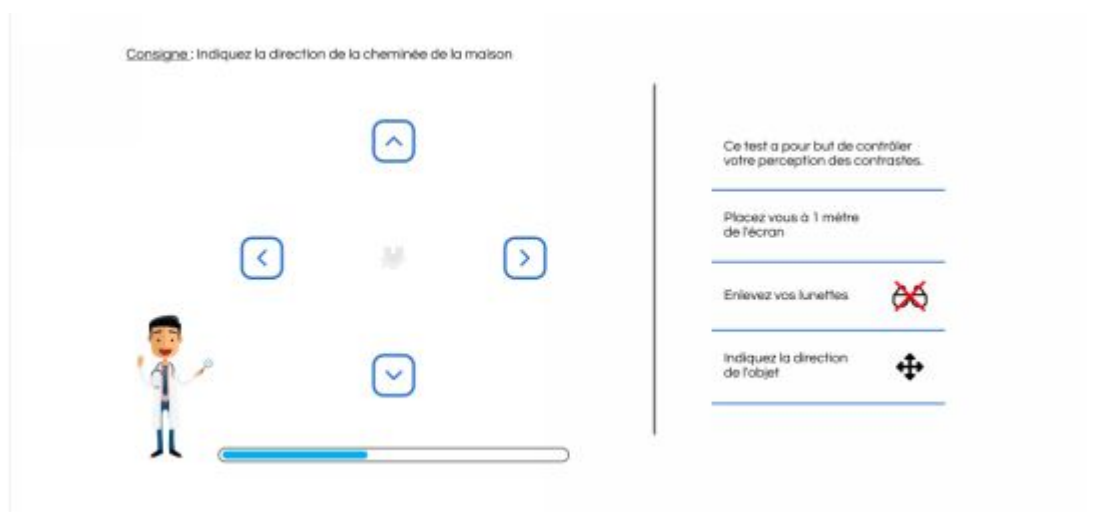 Consigne : Indiquez la direction de la cheminée de la maison
Ce test a pour but de contrôler
votre perception des contrastes.
Placez vous à 1 mètre
de l'écran
Enlevez vos lunettes
Indiquez la direction
de l'objet